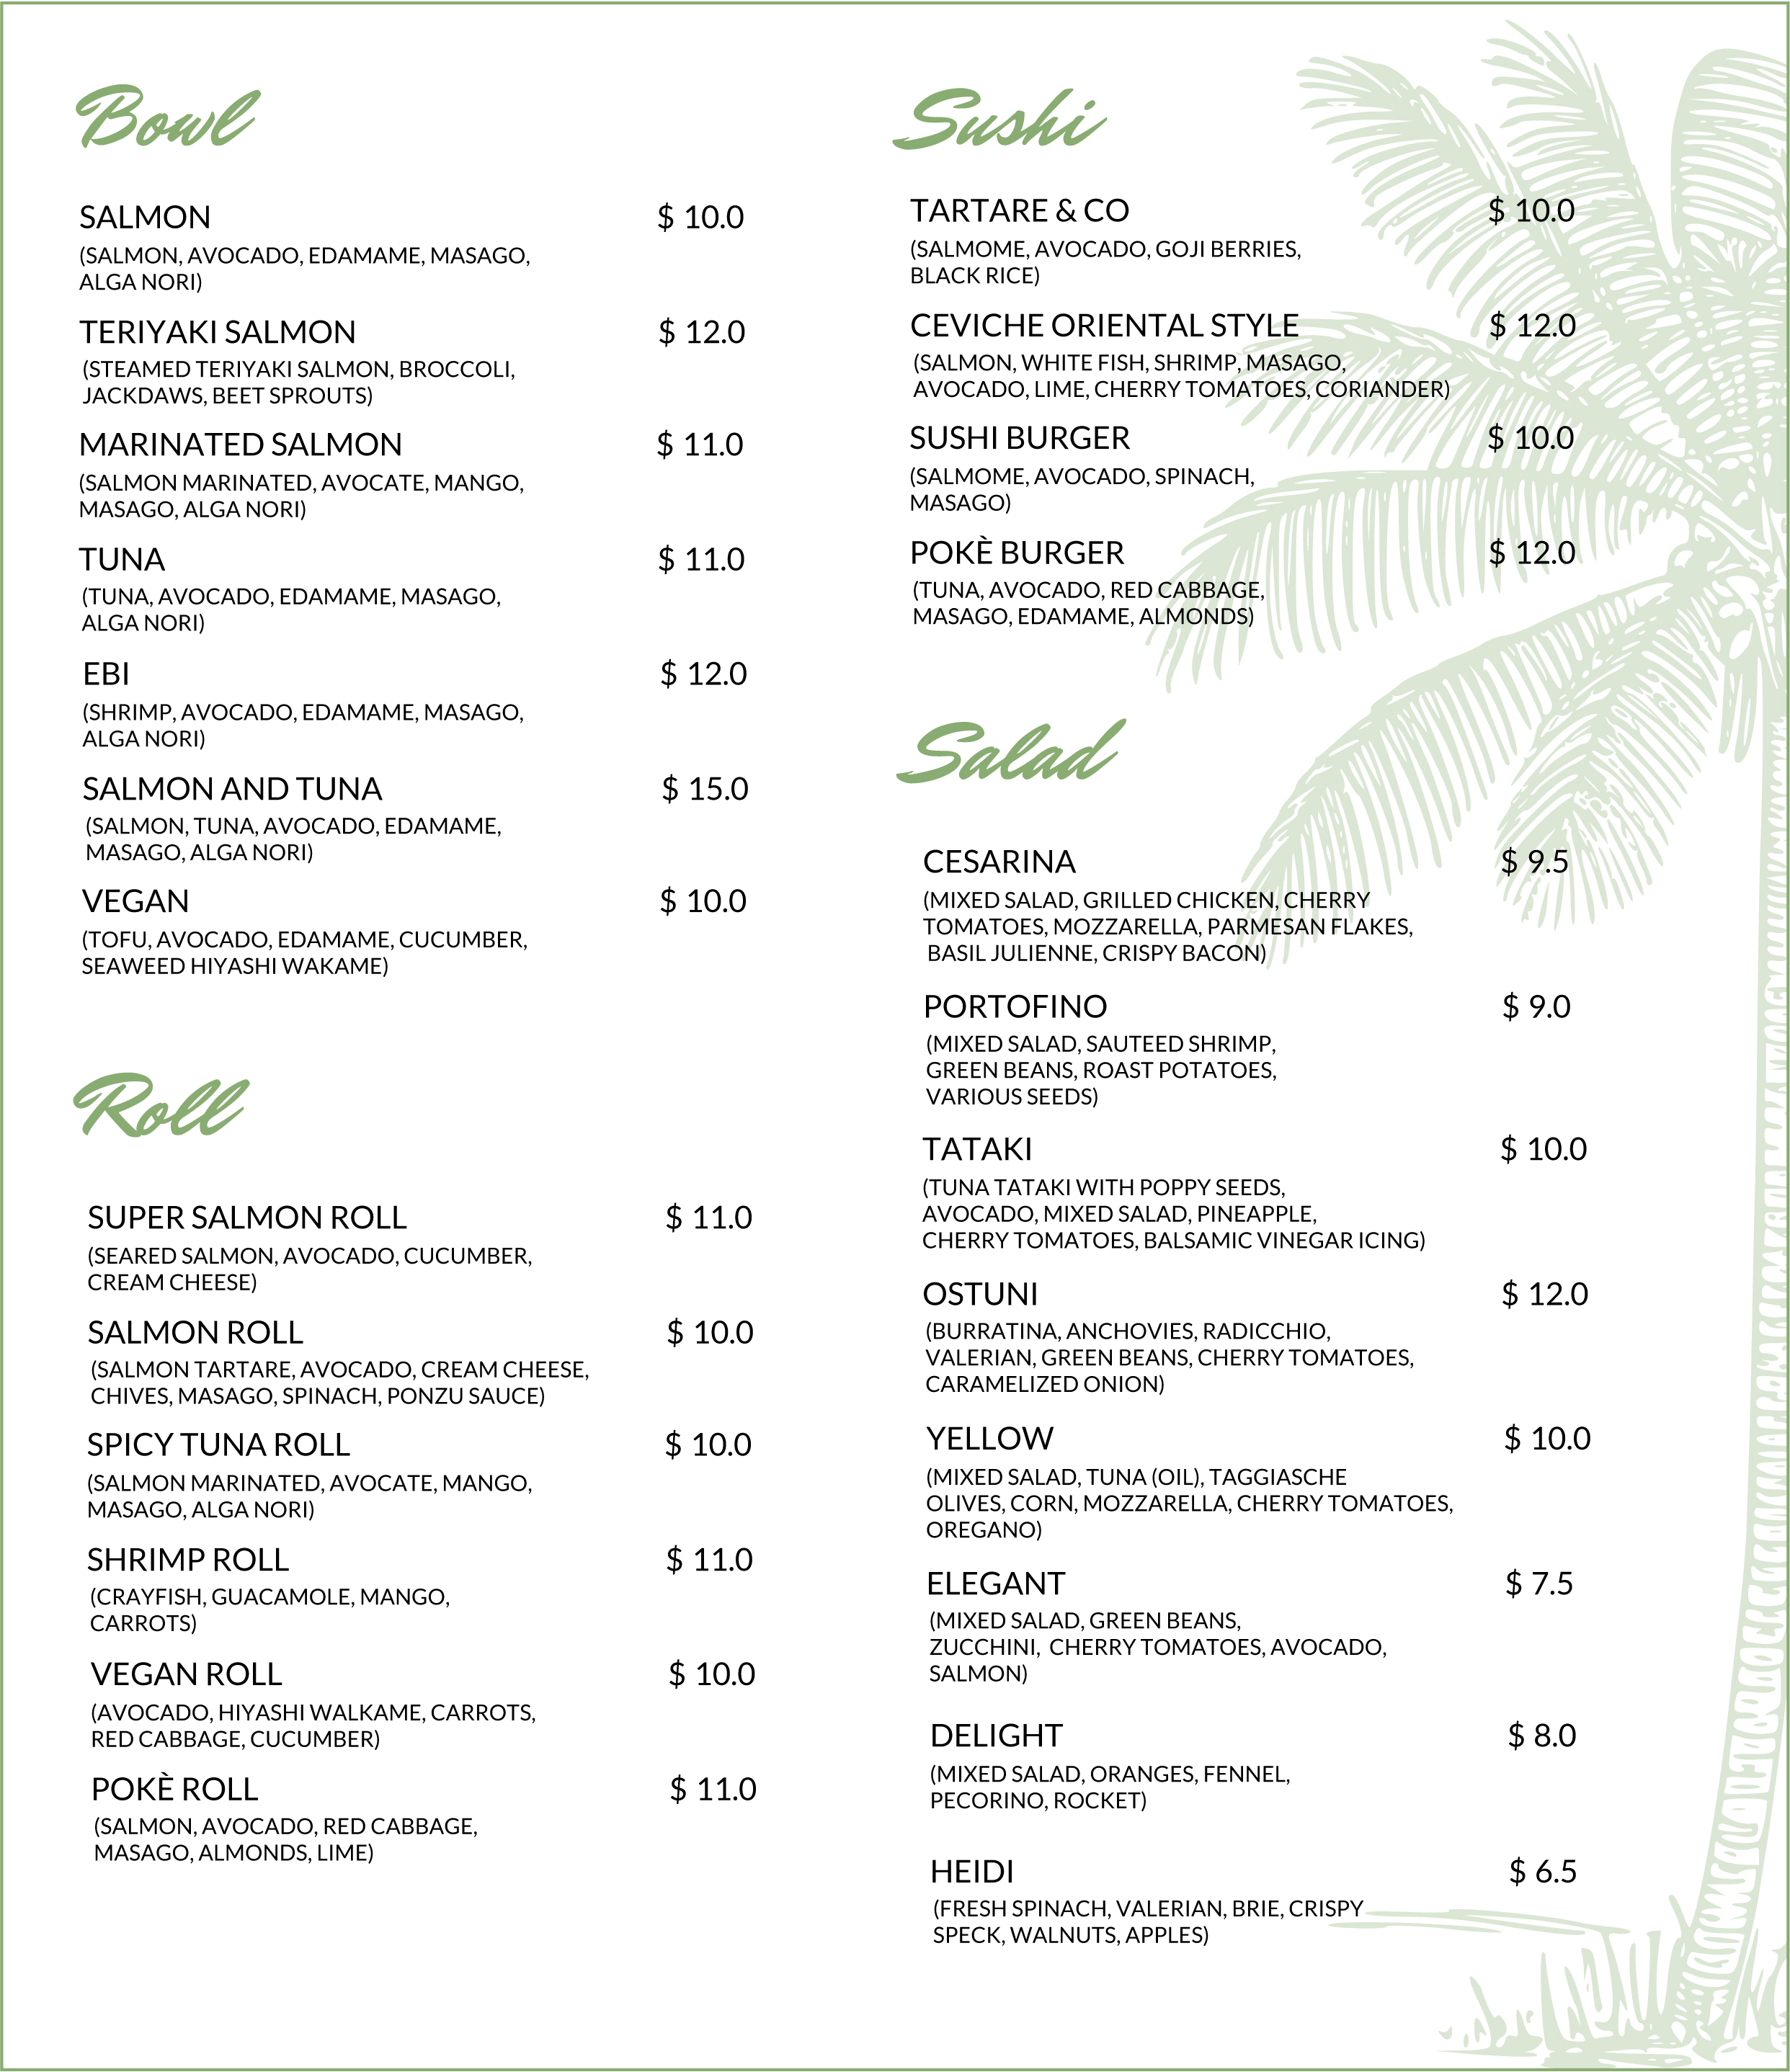 Bowl
SALMON $ 10.0
(SALMON, AVOCADO, EDAMAME, MASAGO,
ALGA NORI)
TERIYAKI SALMON $ 12.0
(STEAMED TERIYAKI SALMON, BROCCOLI,
JACKDAWS, BEET SPROUTS)
MARINATED SALMON $ 11.0
(SALMON MARINATED, AVOCATE, MANGO,
MASAGO, ALGA NORI)
TUNA $ 11.0
(TUNA, AVOCADO, EDAMAME, MASAGO,
ALGA NORI)
EBI $ 12.0
(SHRIMP, AVOCADO, EDAMAME, MASAGO,
ALGA NORI)
SALMON AND TUNA $ 15.0
(SALMON, TUNA, AVOCADO, EDAMAME,
MASAGO, ALGA NORI)
VEGAN $ 10.0
(TOFU, AVOCADO, EDAMAME, CUCUMBER,
SEAWEED HIYASHI WAKAME)
Roll
SUPER SALMON ROLL $ 11.0
(SEARED SALMON, AVOCADO, CUCUMBER,
CREAM CHEESE)
SALMON ROLL $ 10.0
(SALMON TARTARE, AVOCADO, CREAM CHEESE,
CHIVES, MASAGO, SPINACH, PONZU SAUCE)
SPICY TUNA ROLL $ 10.0
(SALMON MARINATED, AVOCATE, MANGO,
MASAGO, ALGA NORI)
SHRIMP ROLL $ 11.0
(CRAYFISH, GUACAMOLE, MANGO,
CARROTS)
VEGAN ROLL $ 10.0
(AVOCADO, HIYASHI WALKAME, CARROTS,
RED CABBAGE, CUCUMBER)
POKÈ ROLL $ 11.0
(SALMON, AVOCADO, RED CABBAGE,
MASAGO, ALMONDS, LIME)
Sushi
TARTARE & CO $ 10.0
(SALMOME, AVOCADO, GOJI BERRIES,
BLACK RICE)
CEVICHE ORIENTAL STYLE $ 12.0
(SALMON, WHITE FISH, SHRIMP, MASAGO,
AVOCADO, LIME, CHERRY TOMATOES, CORIANDER)
SUSHI BURGER $ 10.0
(SALMOME, AVOCADO, SPINACH,
MASAGO)
POKÈ BURGER $ 12.0
(TUNA, AVOCADO, RED CABBAGE,
MASAGO, EDAMAME, ALMONDS)
Salad
CESARINA $ 9.5
(MIXED SALAD, GRILLED CHICKEN, CHERRY
TOMATOES, MOZZARELLA, PARMESAN FLAKES,
BASIL JULIENNE, CRISPY BACON)
PORTOFINO $ 9.0
(MIXED SALAD, SAUTEED SHRIMP,
GREEN BEANS, ROAST POTATOES,
VARIOUS SEEDS)
TATAKI $ 10.0
(TUNA TATAKI WITH POPPY SEEDS,
AVOCADO, MIXED SALAD, PINEAPPLE,
CHERRY TOMATOES, BALSAMIC VINEGAR ICING)
OSTUNI $ 12.0
(BURRATINA, ANCHOVIES, RADICCHIO,
VALERIAN, GREEN BEANS, CHERRY TOMATOES,
CARAMELIZED ONION)
YELLOW $ 10.0
(MIXED SALAD, TUNA (OIL), TAGGIASCHE
OLIVES, CORN, MOZZARELLA, CHERRY TOMATOES,
OREGANO)
ELEGANT $ 7.5
(MIXED SALAD, GREEN BEANS,
ZUCCHINI, CHERRY TOMATOES, AVOCADO,
SALMON)
DELIGHT $ 8.0
(MIXED SALAD, ORANGES, FENNEL,
PECORINO, ROCKET)
HEIDI $ 6.5
(FRESH SPINACH, VALERIAN, BRIE, CRISPY
SPECK, WALNUTS, APPLES)